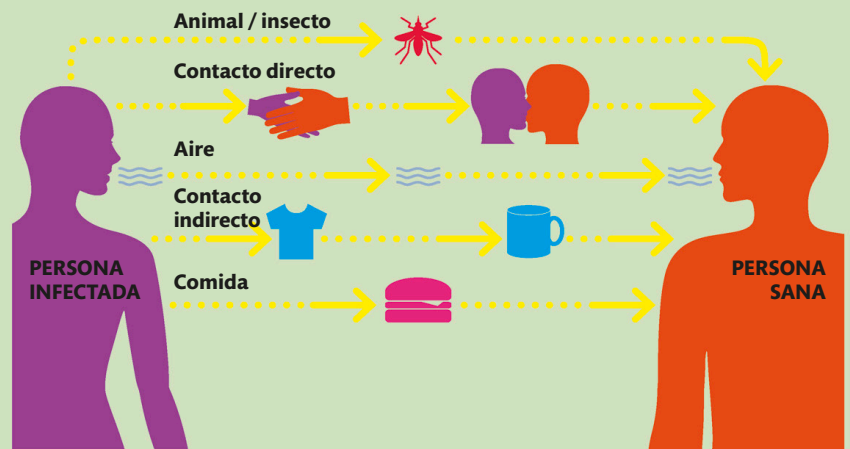 Animal / insecto
Contacto directo
Aire
Contacto
indirecto
PERSONA
INFECTADA
Comida
PERSONA
SANA